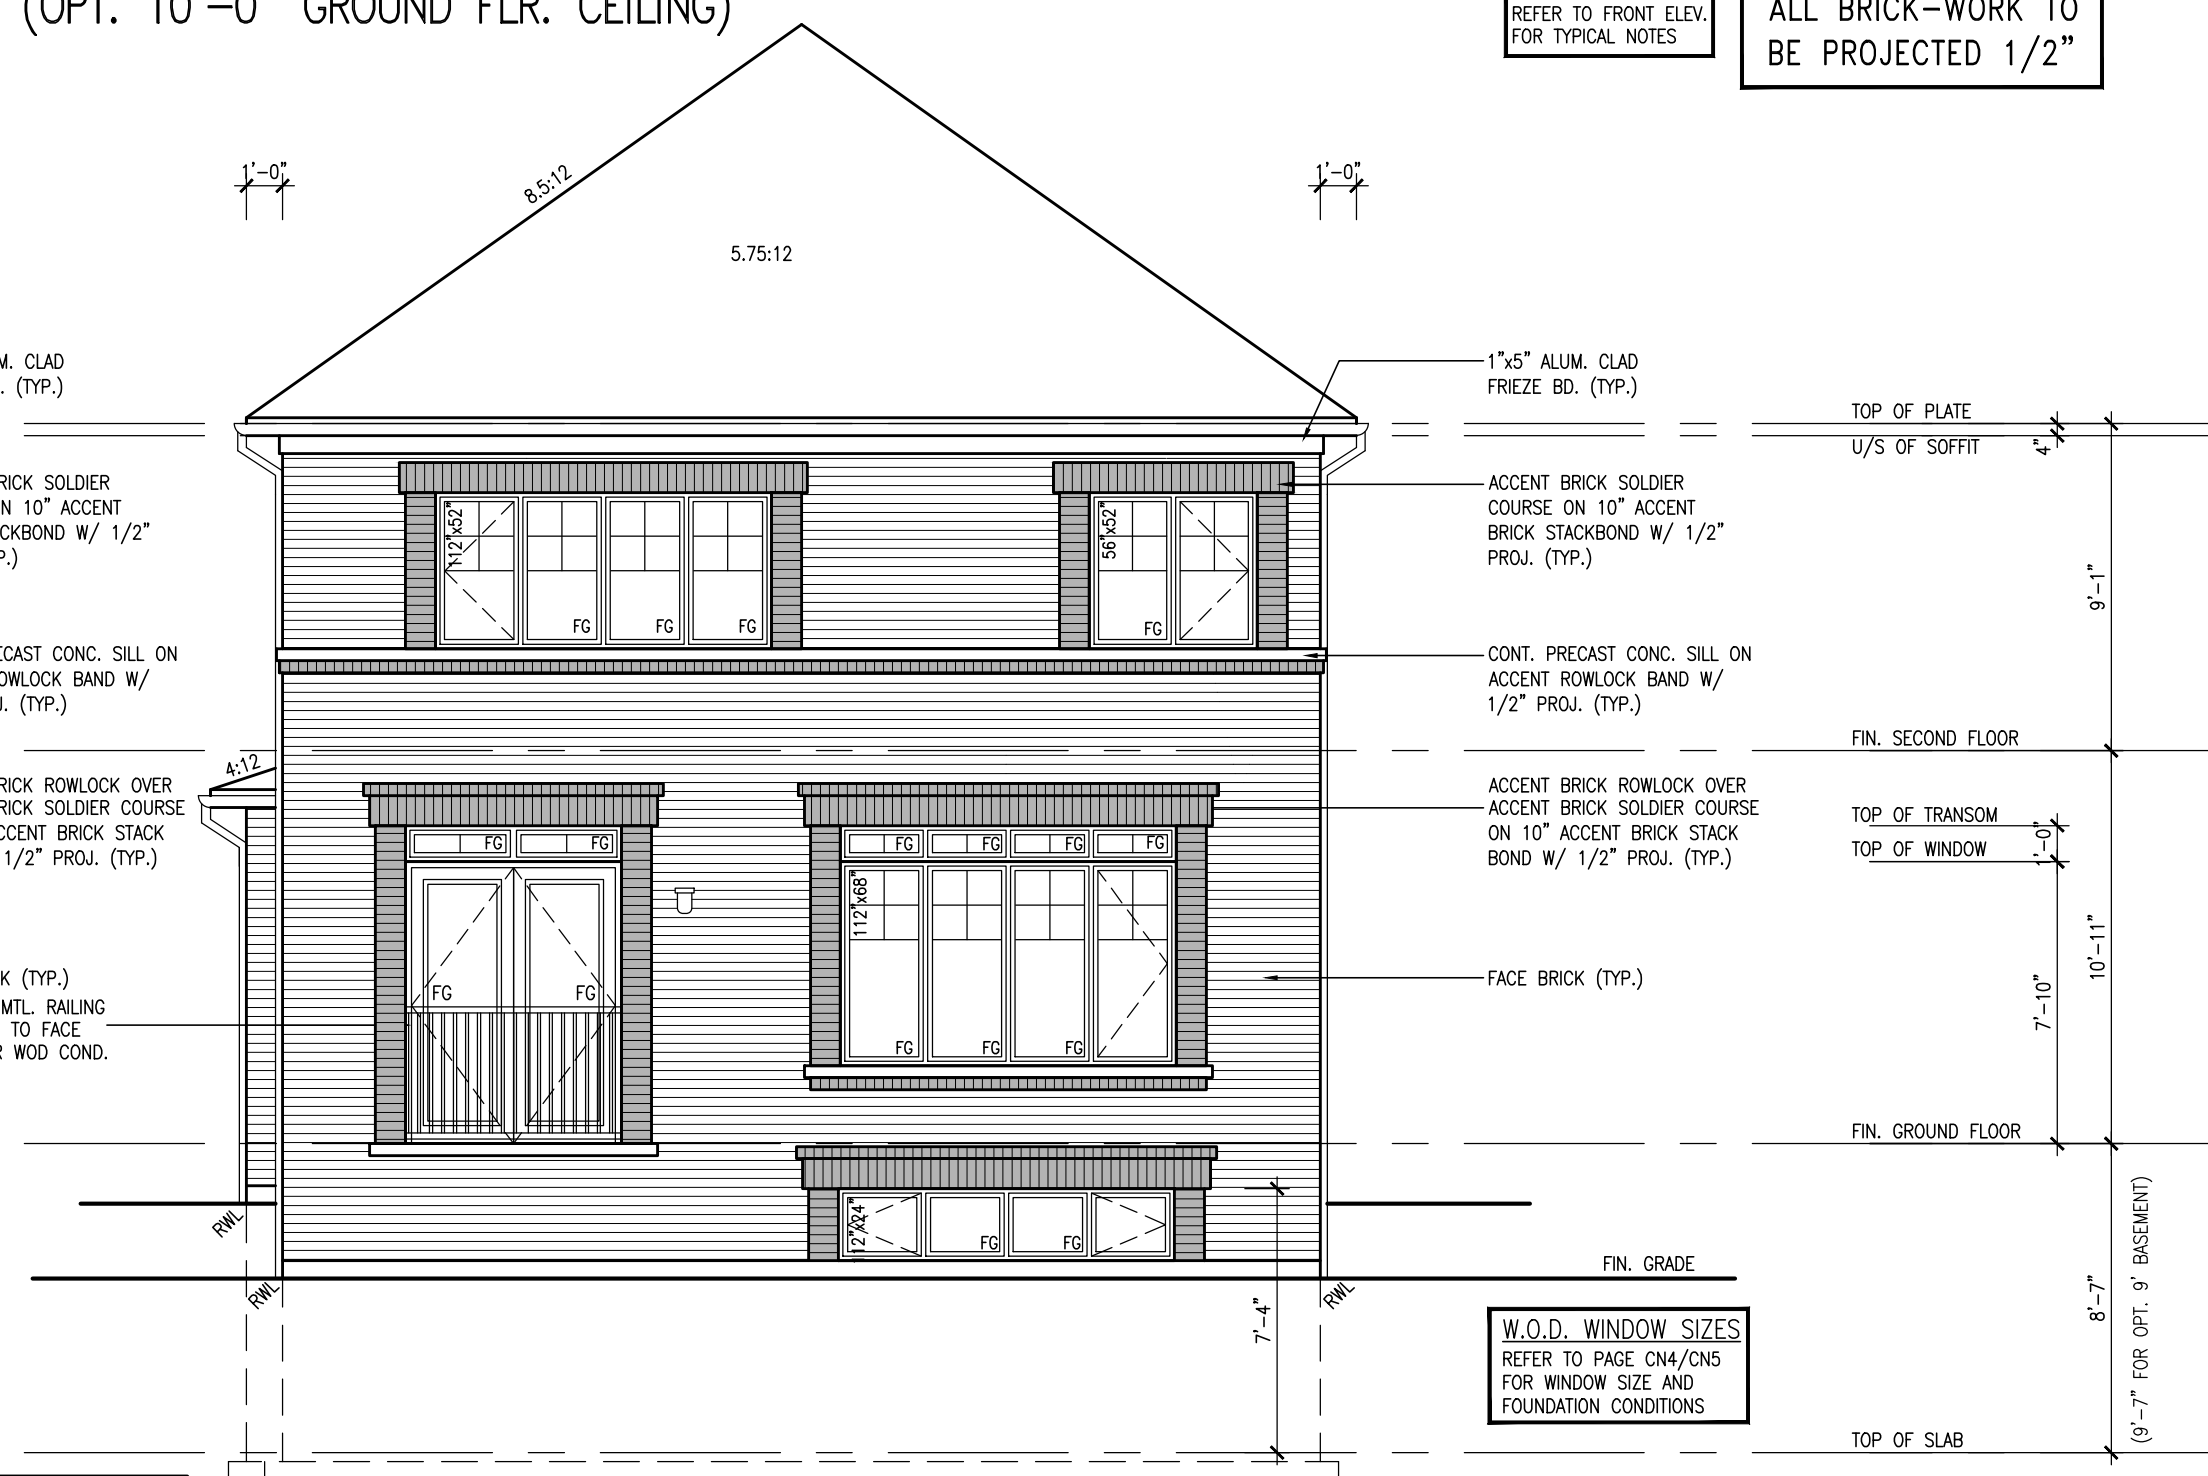 (OPT. 10'-0" GROUND FLR. CEILING)
REFER TO FRONT ELEV.
FOR TYPICAL NOTES
ALL BRICK-WORK TO
BE PROJECTED 1/2"
1'-0"
1'-0"
8.5:12
5.75:12
CLAD
(TYP.)
1"x5" ALUM. CLAD
FRIEZE BD. (TYP.)
TOP OF PLATE
U/S OF SOFFIT
4"
SOLDIER
10" ACCENT
W/ 1/2"
ACCENT BRICK SOLDIER
COURSE ON 10" ACCENT
BRICK STACKBOND W/ 1/2"
PROJ. (TYP.)
112"x52"
56"x52"
FG
FG
FG
FG
9'-1"
CONC. SILL ON
BAND W/
(TYP.)
CONT. PRECAST CONC. SILL ON
ACCENT ROWLOCK BAND W/
1/2" PROJ. (TYP.)
FIN. SECOND FLOOR
4:12
ROWLOCK OVER
SOLDIER COURSE
BRICK STACK
1/2" PROJ. (TYP.)
ACCENT BRICK ROWLOCK OVER
ACCENT BRICK SOLDIER COURSE
ON 10" ACCENT BRICK STACK
BOND W/ 1/2" PROJ. (TYP.)
TOP OF TRANSOM
TOP OF WINDOW
1'-0"
FG
FG
FG
FG
FG
FG
112"x68"
10'-11"
7'-10"
(TYP.)
MTL. RAILING
TO FACE
WOD COND.
FG
FG
FACE BRICK (TYP.)
FG
FG
FG
FIN. GROUND FLOOR
112"x24"
FG
FG
RWL
RWL
RWL
FIN. GRADE
7'-4"
W.O.D. WINDOW SIZES
REFER TO PAGE CN4/CN5
FOR WINDOW SIZE AND
FOUNDATION CONDITIONS
8'-7"
(9'-7" FOR OPT. 9' BASEMENT)
TOP OF SLAB